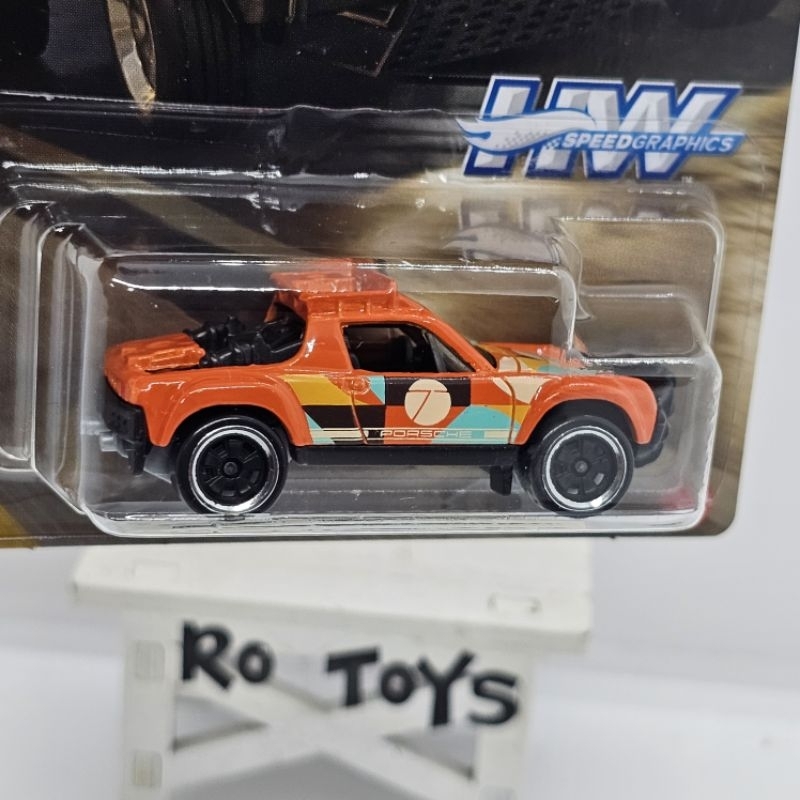 HW
SPEEDGRAPHICS
7
PORSCHE
Ro Toys